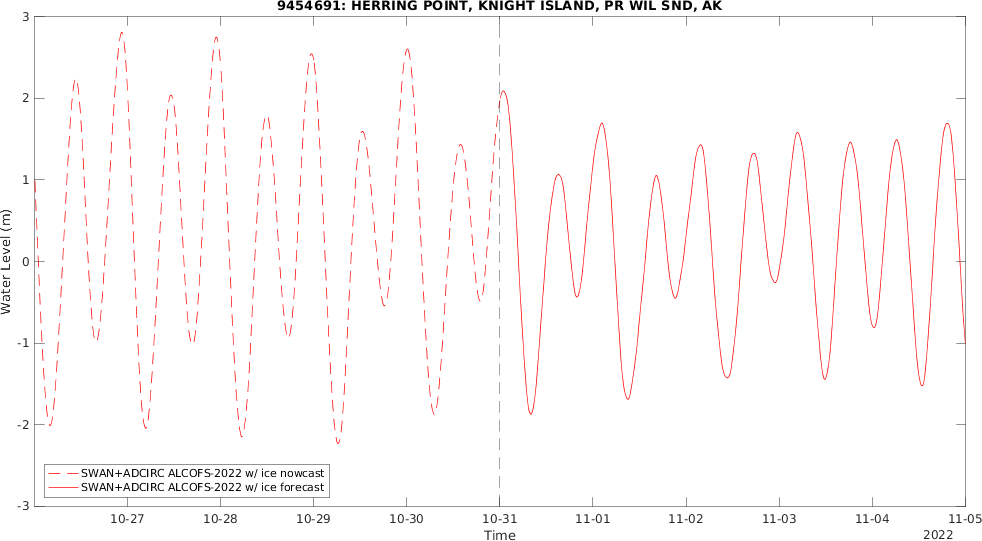 9454691: HERRING POINT, KNIGHT ISLAND, PR WIL SND, AK
3
2
1
0
-1
-2
-3
Water Level (m)
SWAN+ADCIRC ALCOFS-2022 w/ ice nowcast
SWAN+ADCIRC ALCOFS-2022 w/ ice forecast
10-27 10-28 10-29 10-30 10-31 11-01 11-02 11-03 11-04 11-05
Time
2022